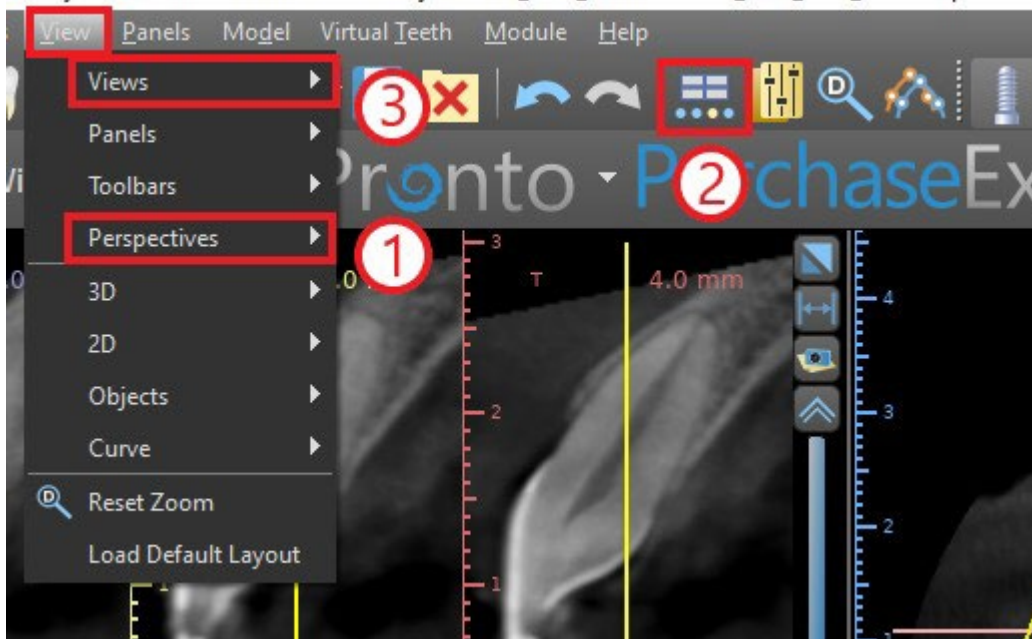 View Panels Model Virtual Teeth Module Help
Views
3
D
Panels
Toolbars
Pronto
PurchaseEx
2
Perspectives
1
3
T
4.0 mm
4
3D
2D
2
3
Objects
Curve
D
Reset Zoom
2
Load Default Layout
1
1